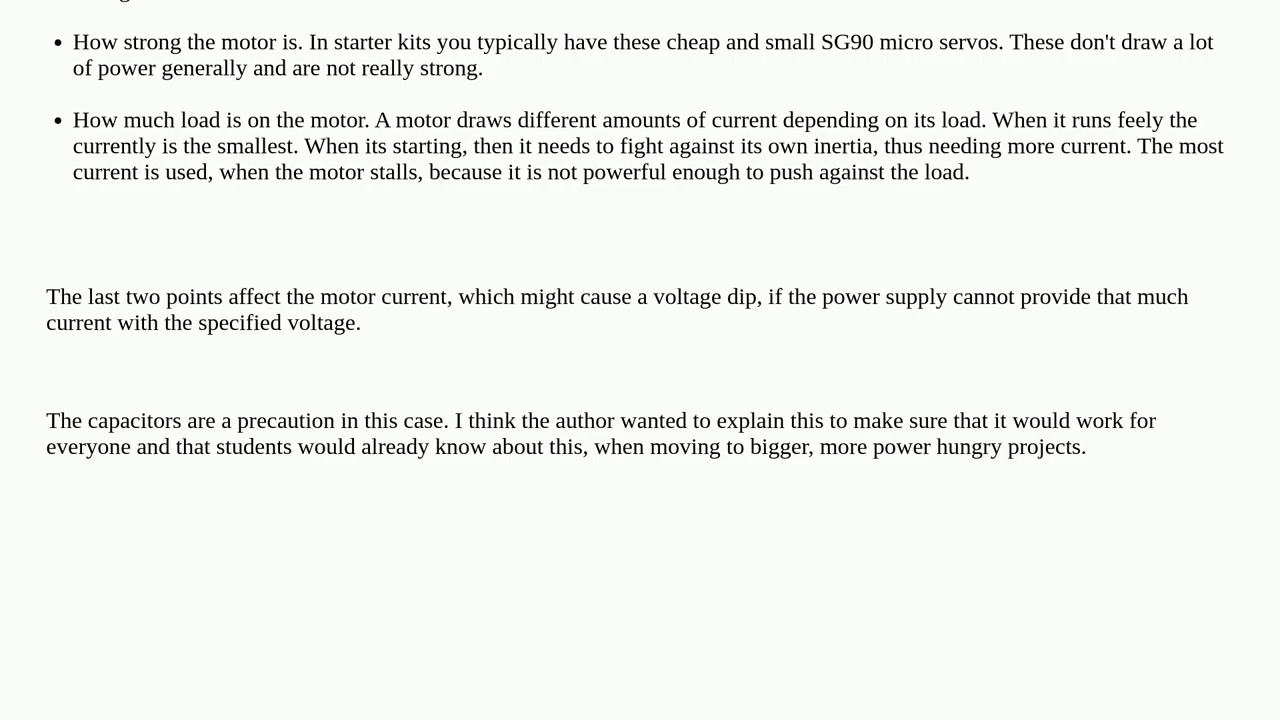 How strong the motor is. In starter kits you typically have these cheap and small SG90 micro servos. These don't draw a lot
of power generally and are not really strong.
How much load is on the motor. A motor draws different amounts of current depending on its load. When it runs feely the
currently is the smallest. When its starting, then it needs to fight against its own inertia, thus needing more current. The most
current is used, when the motor stalls, because it is not powerful enough to push against the load.
The last two points affect the motor current, which might cause a voltage dip, if the power supply cannot provide that much
current with the specified voltage.
The capacitors are a precaution in this case. I think the author wanted to explain this to make sure that it would work for
everyone and that students would already know about this, when moving to bigger, more power hungry projects.